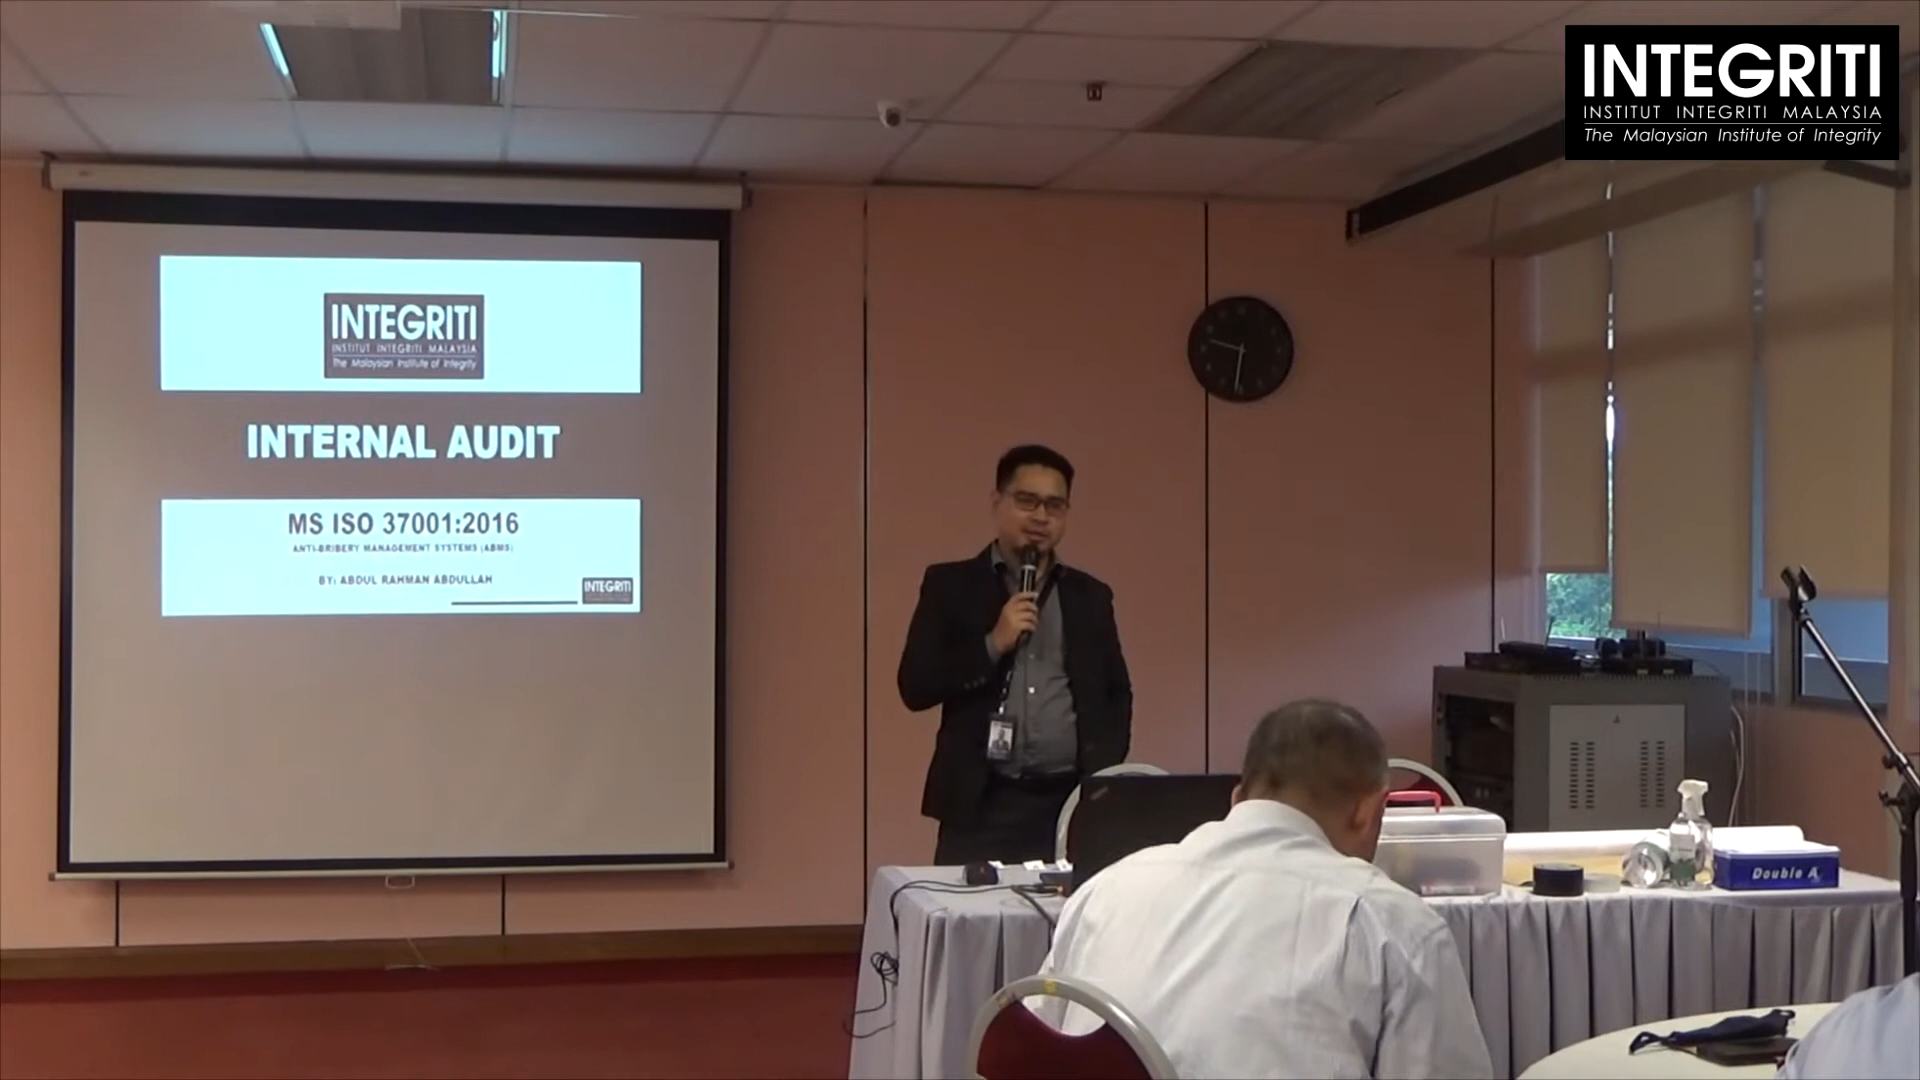 INTEGRITI
INSTITUT INTEGRITI MALAYSIA
The Malaysian Institute of Integrity
INTEGRITI
INSTITUT INTEGRITI MALAYSIA
The Malaysian Institute of Integrity
INTERNAL AUDIT
MS ISO 37001:2016
ANTI-BRIBERY MANAGEMENT SYSTEMS (ABMS)
BY: ABDUL RAHMAN ABDULLAH
INTEGRITI
Double A